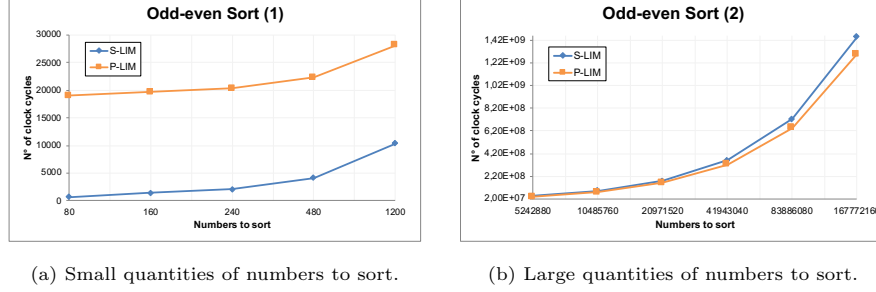 Odd-even Sort (1)
N° of clock cycles
30000
25000
20000
15000
10000
5000
0
S-LIM
P-LIM
80 160 240 480 1200
Numbers to sort
(a) Small quantities of numbers to sort.
Odd-even Sort (2)
N° of clock cycles
1,42E+09
1,22E+09
1,02E+09
8,20E+08
6,20E+08
4,20E+08
2,20E+08
2,00E+07
S-LIM
P-LIM
5242880 10485760 20971520 41943040 83886080 167772160
Numbers to sort
(b) Large quantities of numbers to sort.